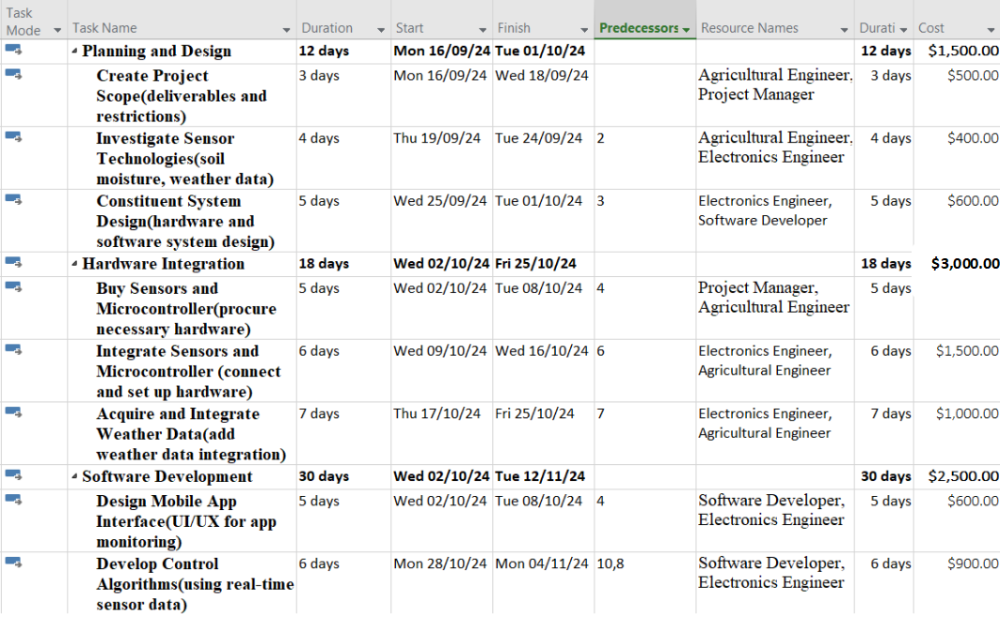 Task Mode Task Name Duration Start Finish Predecessors Resource Names Durati Cost
Planning and Design 12 days Mon 16/09/24 Tue 01/10/24 12 days $1,500.00
Create Project 3 days Mon 16/09/24 Wed 18/09/24 Agricultural Engineer, 3 days $500.00
Scope(deliverables and Project Manager
restrictions)
Investigate Sensor 4 days Thu 19/09/24 Tue 24/09/24 2 Agricultural Engineer, 4 days $400.00
Technologies(soil Electronics Engineer
moisture, weather data)
Constituent System 5 days Wed 25/09/24 Tue 01/10/24 3 Electronics Engineer, 5 days $600.00
Design(hardware and Software Developer
software system design)
Hardware Integration 18 days Wed 02/10/24 Fri 25/10/24 18 days $3,000.00
Buy Sensors and 5 days Wed 02/10/24 Tue 08/10/24 4 Project Manager, 5 days
Microcontroller(procure Agricultural Engineer
necessary hardware)
Integrate Sensors and 6 days Wed 09/10/24 Wed 16/10/24 6 Electronics Engineer, 6 days $1,500.00
Microcontroller (connect Agricultural Engineer
and set up hardware)
Acquire and Integrate 7 days Thu 17/10/24 Fri 25/10/24 7 Electronics Engineer, 7 days $1,000.00
Weather Data(add Agricultural Engineer
weather data integration)
Software Development 30 days Wed 02/10/24 Tue 12/11/24 30 days $2,500.00
Design Mobile App 5 days Wed 02/10/24 Tue 08/10/24 4 Software Developer, 5 days $600.00
Interface(UI/UX for app Electronics Engineer
monitoring)
Develop Control 6 days Mon 28/10/24 Mon 04/11/24 10,8 Software Developer, 6 days $900.00
Algorithms(using real-time Electronics Engineer
sensor data)